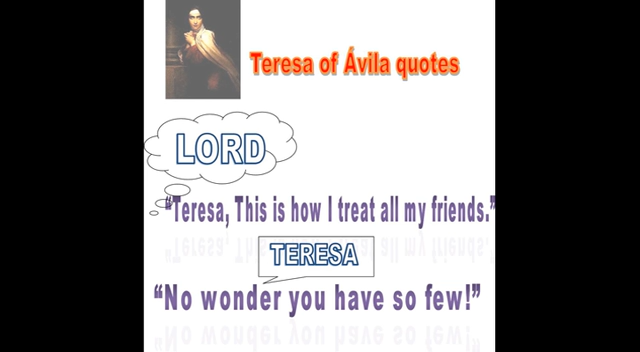 Teresa of Ávila quotes
LORD
“Teresa, This is how I treat all my friends.”
TERESA
“No wonder you have so few!”